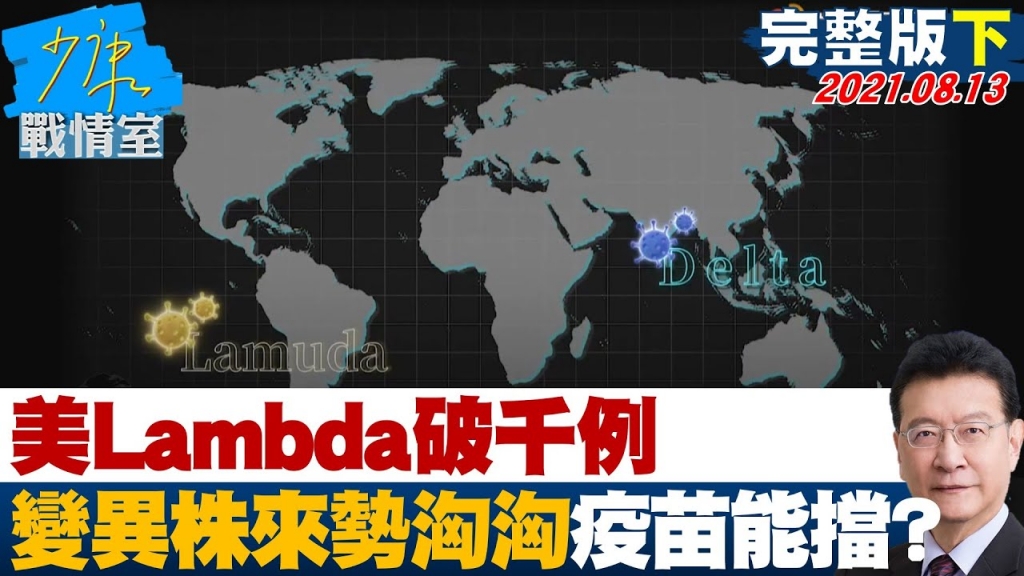 少康
戰情室
完整版下
2021.08.13
Delta
Lamuda
美Lambda破千例
變異株來勢洶洶疫苗能擋?